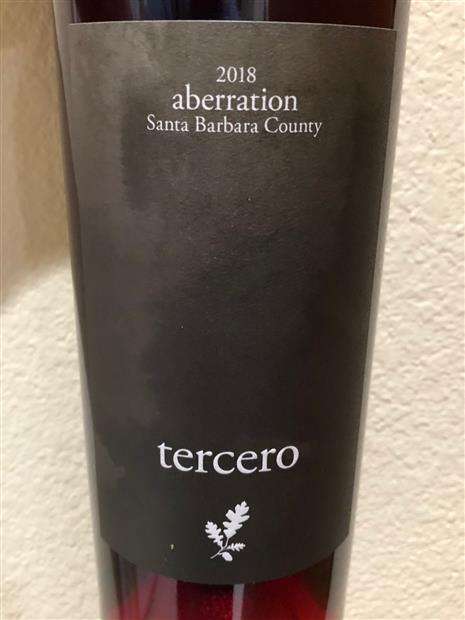 2018
aberration
Santa Barbara County
tercero